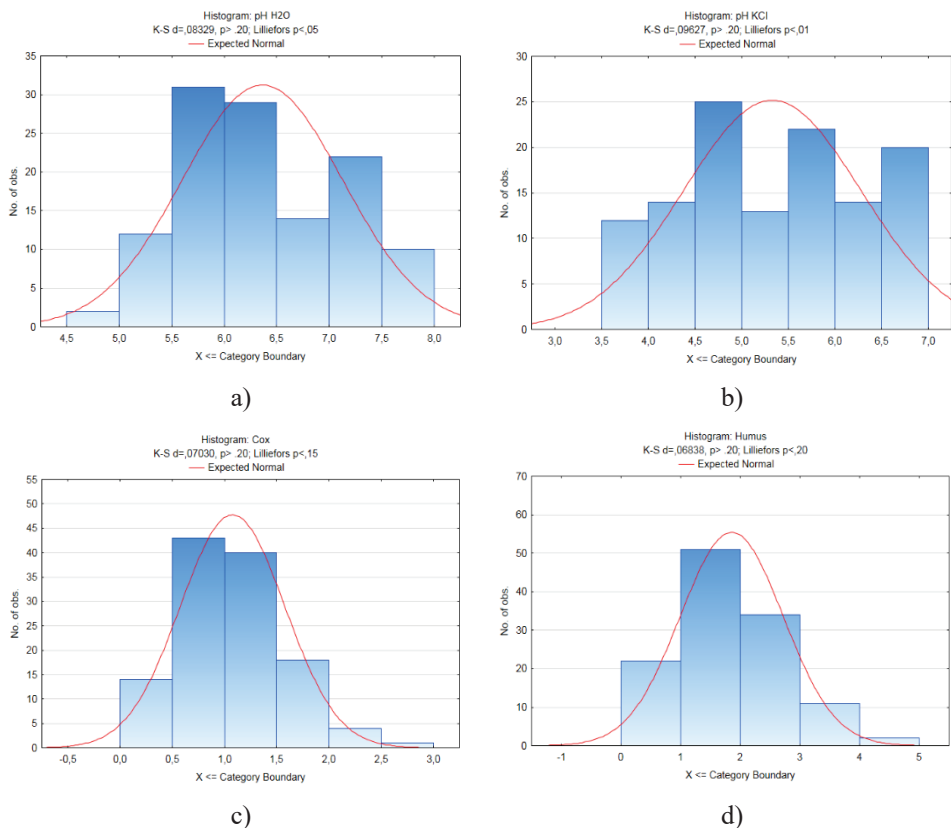 Histogram: pH H2O
K-S d=,08329, p> .20; Lilliefors p<,05
Expected Normal
35
30
25
20
15
10
5
0
No. of obs.
4,5 5,0 5,5 6,0 6,5 7,0 7,5 8,0
X <= Category Boundary
a)
Histogram: pH KCl
K-S d=,09627, p> .20; Lilliefors p<,01
Expected Normal
30
25
20
15
10
5
0
No. of obs.
3,0 3,5 4,0 4,5 5,0 5,5 6,0 6,5 7,0
X <= Category Boundary
b)
Histogram: Cox
K-S d=,07030, p> .20; Lilliefors p<,15
Expected Normal
55
50
45
40
35
30
25
20
15
10
5
0
No. of obs.
-0,5 0,0 0,5 1,0 1,5 2,0 2,5 3,0
X <= Category Boundary
c)
Histogram: Humus
K-S d=,06838, p> .20; Lilliefors p<,20
Expected Normal
70
60
50
40
30
20
10
0
No. of obs.
-1 0 1 2 3 4 5
X <= Category Boundary
d)